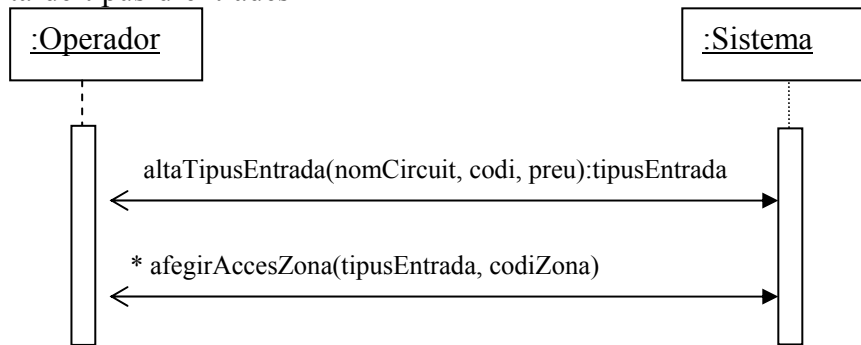 :Operador
:Sistema
altaTipusEntrada(nomCircuit, codi, preu):tipusEntrada
* afegirAccesZona(tipusEntrada, codiZona)